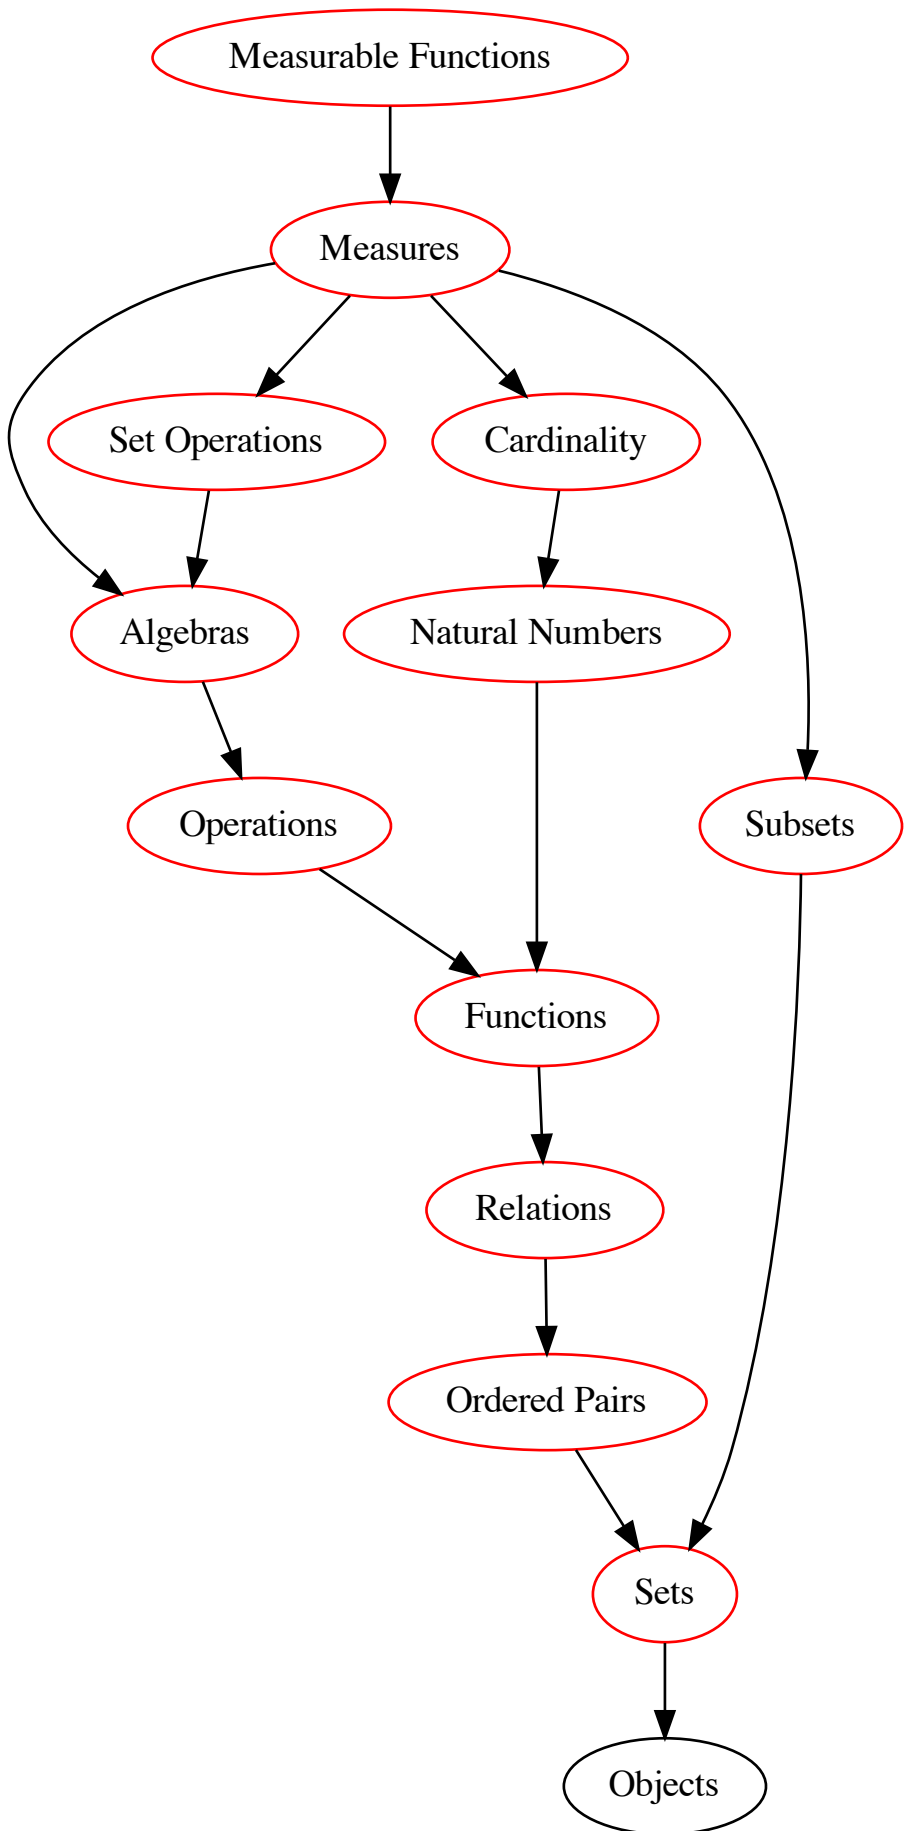 Measurable Functions
Measures
Set Operations
Cardinality
Algebras
Natural Numbers
Operations
Subsets
Functions
Relations
Ordered Pairs
Sets
Objects